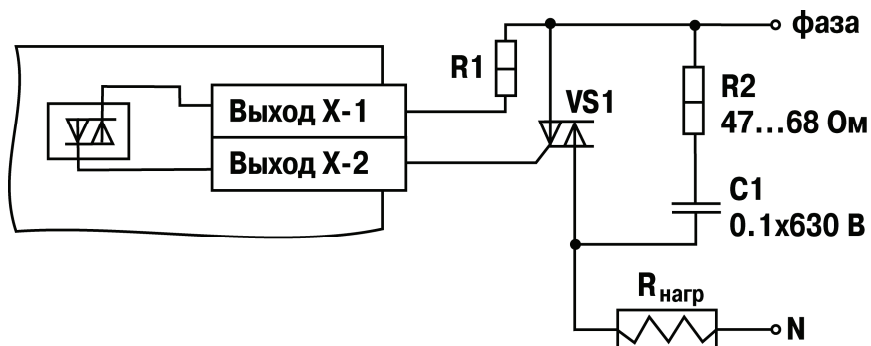 фаза
R1
R2
47...68 Ом
VS1
Выход X-1
Выход X-2
C1
0.1x630 В
Rнагр
N